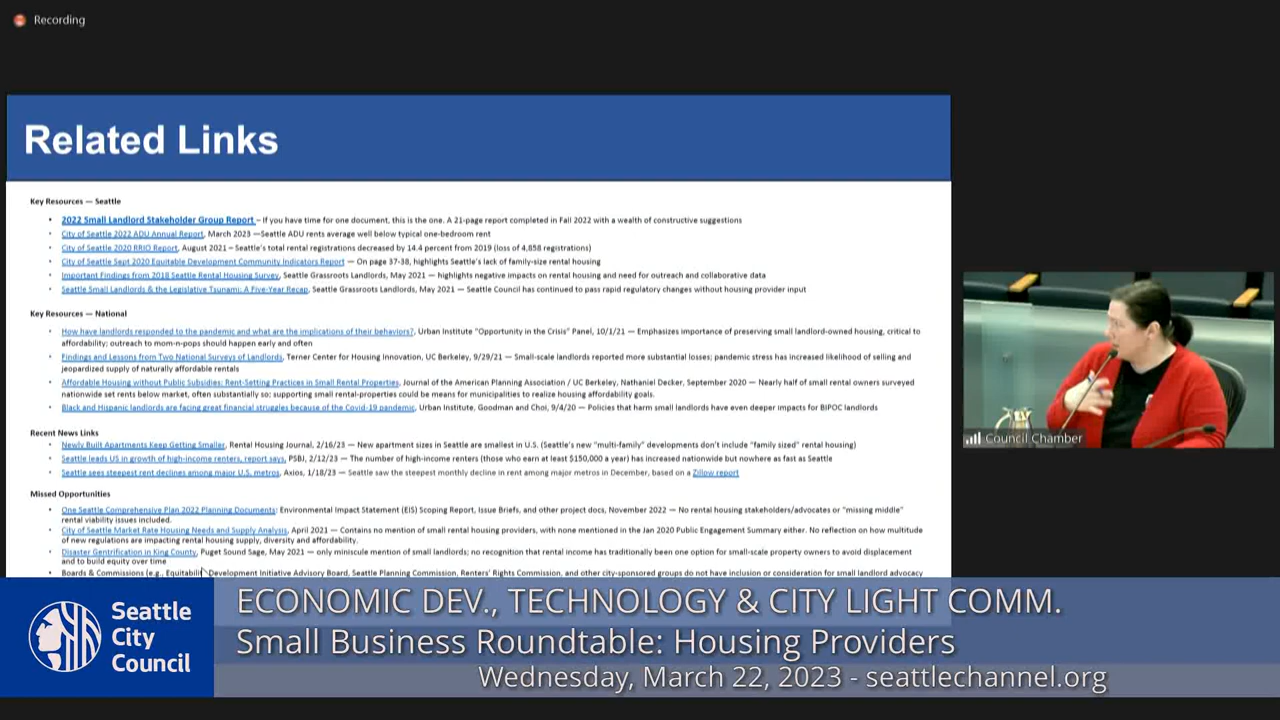 Recording
Related Links
Key Resources — Seattle
• 2022 Small Landlord Stakeholder Group Report – If you have time for one document, this is the one. A 21-page report completed in Fall 2022 with a wealth of constructive suggestions
• City of Seattle 2022 ADU Annual Report, March 2023 —Seattle ADU rents average well below typical one-bedroom rent
• City of Seattle 2020 RRIO Report, August 2021 – Seattle's total rental registrations decreased by 14.4 percent from 2019 (loss of 4,858 registrations)
• City of Seattle Sept 2020 Equitable Development Community Indicators Report — On page 37-38, highlights Seattle's lack of family-size rental housing
• Important Findings from 2018 Seattle Rental Housing Survey, Seattle Grassroots Landlords, May 2021 — highlights negative impacts on rental housing and need for outreach and collaborative data
• Seattle Small Landlords & the Legislative Tsunami: A Five-Year Recap, Seattle Grassroots Landlords, May 2021 — Seattle Council has continued to pass rapid regulatory changes without housing provider input
Key Resources — National
• How have landlords responded to the pandemic and what are the implications of their behaviors?, Urban Institute "Opportunity in the Crisis" Panel, 10/1/21 — Emphasizes importance of preserving small landlord-owned housing, critical to
affordability; outreach to mom-n-pops should happen early and often
• Findings and Lessons from Two National Surveys of Landlords, Terner Center for Housing Innovation, UC Berkeley, 9/29/21 — Small-scale landlords reported more substantial losses; pandemic stress has increased likelihood of selling and
jeopardized supply of naturally affordable rentals
• Affordable Housing without Public Subsidies: Rent-Setting Practices in Small Rental Properties, Journal of the American Planning Association / UC Berkeley, Nathaniel Decker, September 2020 — Nearly half of small rental owners surveyed
nationwide set rents below market, often substantially so: supporting small rental-properties could be means for municipalities to realize housing affordability goals.
• Black and Hispanic landlords are facing great financial struggles because of the Covid-19 pandemic, Urban Institute, Goodman and Choi, 9/4/20 — Policies that harm small landlords have even deeper impacts for BIPOC landlords
Recent News Links
• Newly Built Apartments Keep Getting Smaller, Rental Housing Journal, 2/16/23 — New apartment sizes in Seattle are smallest in U.S. (Seattle's new "multi-family" developments don't include "family sized" rental housing)
• Seattle leads US in growth of high-income renters, report says, PSBJ, 2/12/23 — The number of high-income renters (those who earn at least $150,000 a year) has increased nationwide but nowhere as fast as Seattle
• Seattle sees steepest rent declines among major U.S. metros, Axios, 1/18/23 — Seattle saw the steepest monthly decline in rent among major metros in December, based on a Zillow report
Missed Opportunities
• One Seattle Comprehensive Plan 2022 Planning Documents: Environmental Impact Statement (EIS) Scoping Report, Issue Briefs, and other project docs, November 2022 — No rental housing stakeholders/advocates or "missing middle"
rental viability issues included.
• City of Seattle Market Rate Housing Needs and Supply Analysis, April 2021 — Contains no mention of small rental housing providers, with none mentioned in the Jan 2020 Public Engagement Summary either. No reflection on how multitude
of new regulations are impacting rental housing supply, diversity and affordability.
• Disaster Gentrification in King County, Puget Sound Sage, May 2021 — only miniscule mention of small landlords; no recognition that rental income has traditionally been one option for small-scale property owners to avoid displacement
and to build equity over time
• Boards & Commissions (e.g., Equitable Development Initiative Advisory Board, Seattle Planning Commission, Renters' Rights Commission, and other city-sponsored groups do not have inclusion or consideration for small landlord advocacy
Council Chamber
Seattle
City
Council
ECONOMIC DEV., TECHNOLOGY & CITY LIGHT COMM.
Small Business Roundtable: Housing Providers
Wednesday, March 22, 2023 - seattlechannel.org